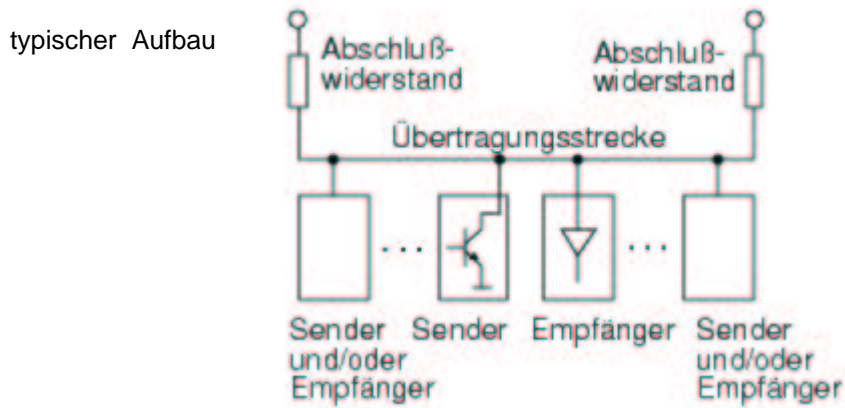 typischer Aufbau
Abschluß-
widerstand
Abschluß-
widerstand
Übertragungsstrecke
Sender
und/oder
Empfänger
Sender
Empfänger
Sender
und/oder
Empfänger